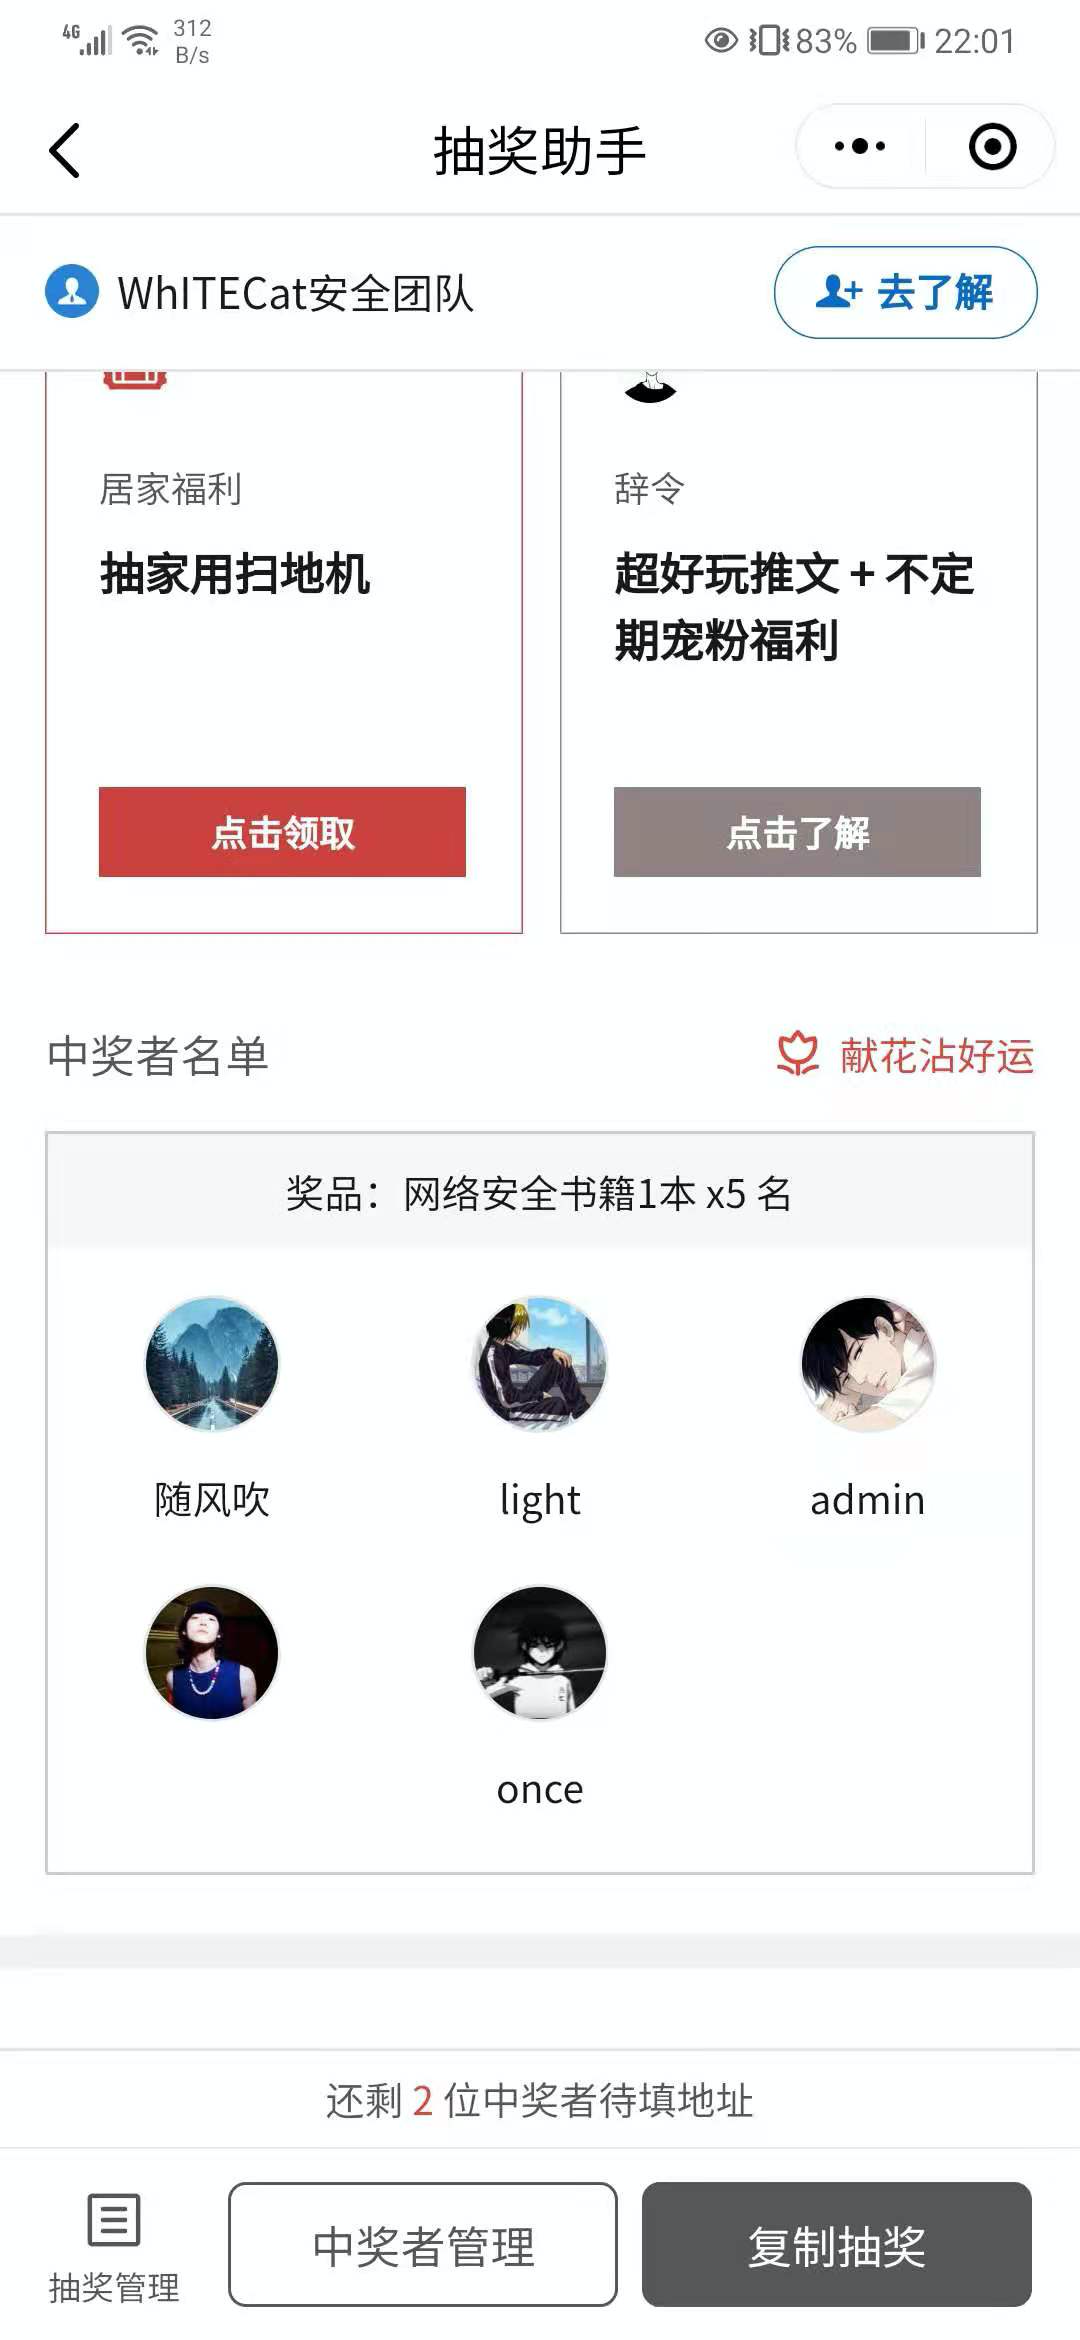 4G 312 B/s 83% 22:01
抽奖助手
WhITECat安全团队 去了解
居家福利
抽家用扫地机
点击领取
辞令
超好玩推文 + 不定
期宠粉福利
点击了解
中奖者名单 献花沾好运
奖品：网络安全书籍1本 x5 名
随风吹 light admin
once
还剩 2 位中奖者待填地址
抽奖管理 中奖者管理 复制抽奖